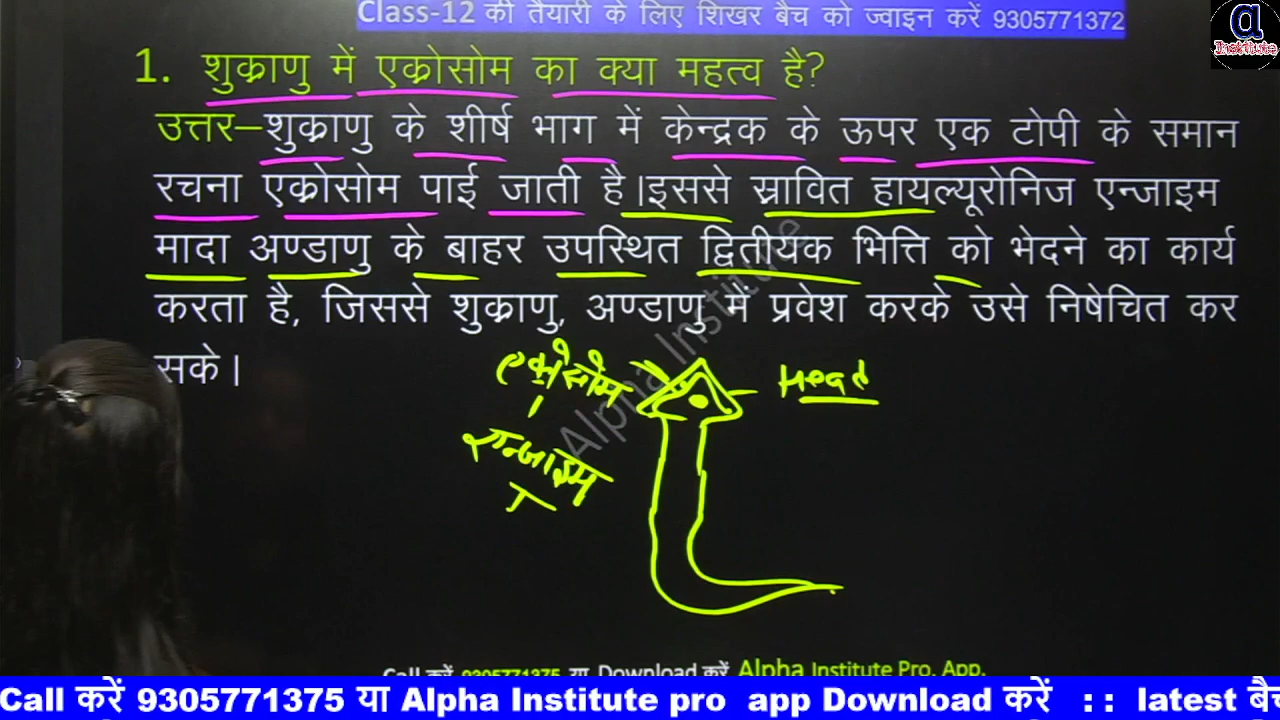 Class-12 की तैयारी के लिए शिखर बैच को ज्वाइन करें 9305771372
α
Institute
1. शुक्राणु में एक्रोसोम का क्या महत्व है?
उत्तर–शुक्राणु के शीर्ष भाग में केन्द्रक के ऊपर एक टोपी के समान
रचना एक्रोसोम पाई जाती है।इससे स्रावित हायल्यूरोनिज एन्जाइम
मादा अण्डाणु के बाहर उपस्थित द्वितीयक भित्ति को भेदने का कार्य
करता है, जिससे शुक्राणु, अण्डाणु में प्रवेश करके उसे निषेचित कर
सके।
Alpha Institute
एक्रोसोम
Head
एन्जाइम
Call करें 9305771375 या Download करें Alpha Institute Pro. App.
Call करें 9305771375 या Alpha Institute pro app Download करें :: latest बैच